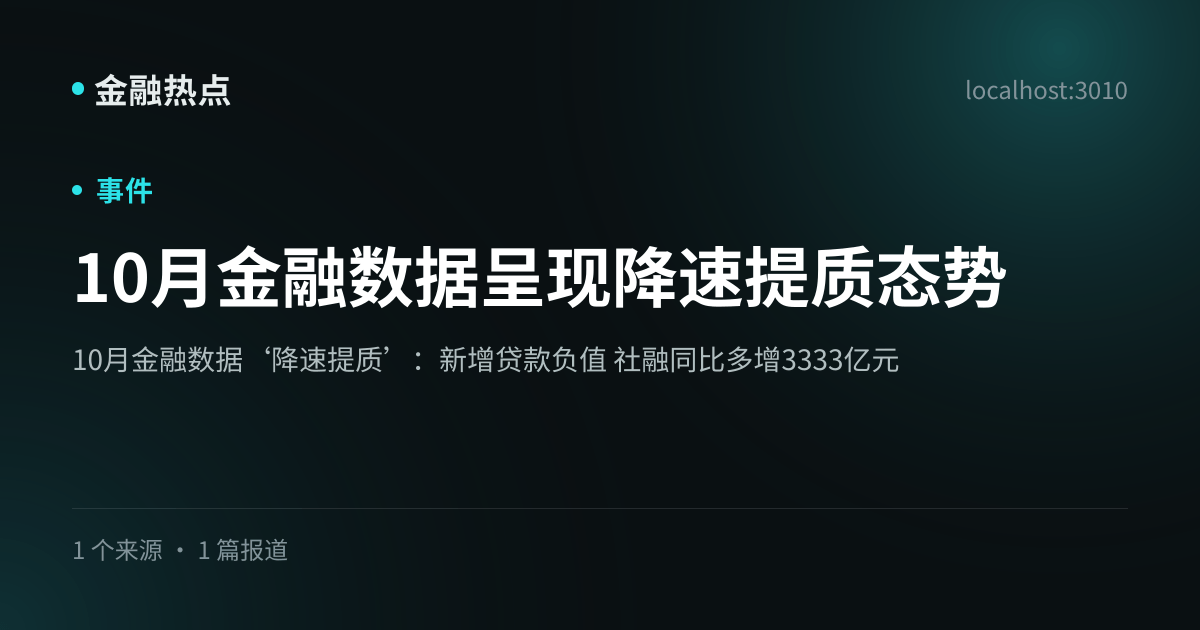 金融热点
localhost:3010
事件
10月金融数据呈现降速提质态势
10月金融数据‘降速提质’：新增贷款负值 社融同比多增3333亿元
1 个来源 · 1 篇报道